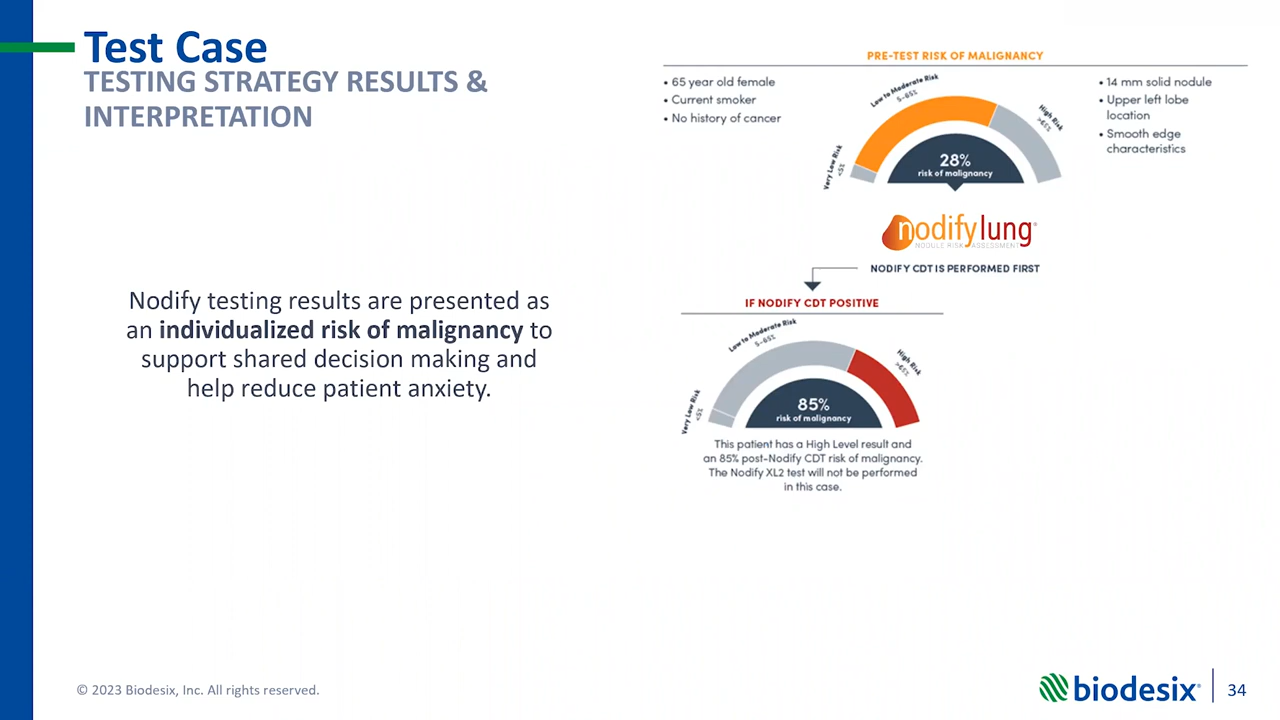 Test Case
TESTING STRATEGY RESULTS &
INTERPRETATION
Nodify testing results are presented as
an individualized risk of malignancy to
support shared decision making and
help reduce patient anxiety.
PRE-TEST RISK OF MALIGNANCY
• 65 year old female
• Current smoker
• No history of cancer
Very Low Risk
<5%
Low to Moderate Risk
5-65%
High Risk
>65%
28%
risk of malignancy
• 14 mm solid nodule
• Upper left lobe
location
• Smooth edge
characteristics
nodifylung®
NODULE RISK ASSESSMENT
NODIFY CDT IS PERFORMED FIRST
IF NODIFY CDT POSITIVE
Very Low Risk
<5%
Low to Moderate Risk
5-65%
High Risk
>65%
85%
risk of malignancy
This patient has a High Level result and
an 85% post-Nodify CDT risk of malignancy.
The Nodify XL2 test will not be performed
in this case.
© 2023 Biodesix, Inc. All rights reserved.
biodesix®
34